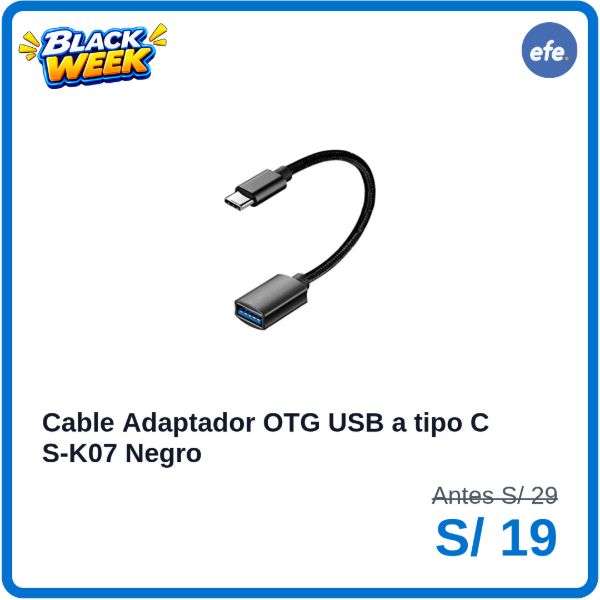 BLACK
WEEK
efe.
Cable Adaptador OTG USB a tipo C
S-K07 Negro
Antes S/ 29
S/ 19